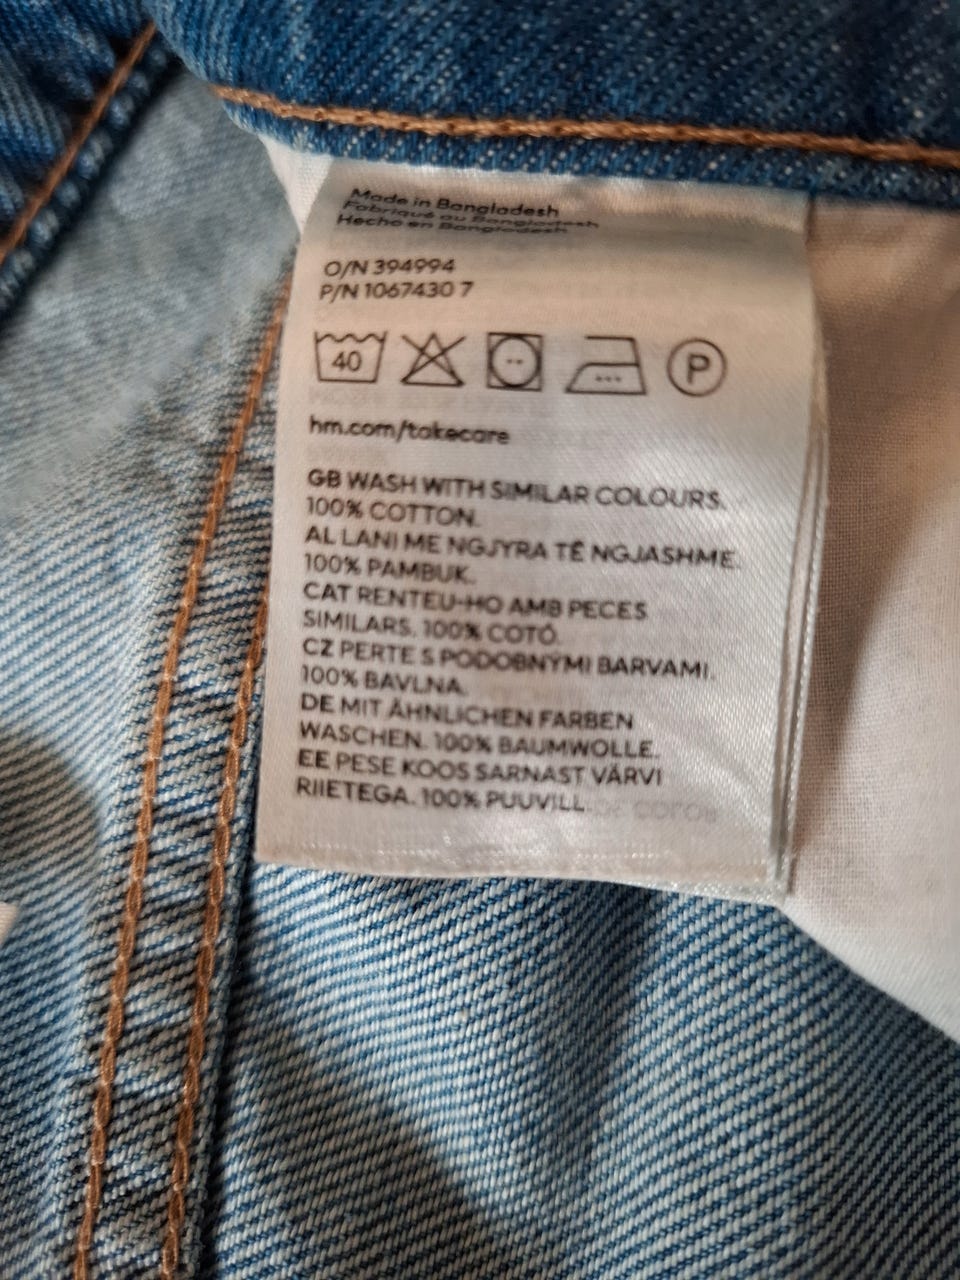 Made in Bangladesh
Fabriqué au Bangladesh
Hecho en Bangladesh
O/N 394994
P/N 1067430 7
40
P
hm.com/takecare
GB WASH WITH SIMILAR COLOURS.
100% COTTON.
AL LANI ME NGJYRA TË NGJASHME.
100% PAMBUK.
CAT RENTEU-HO AMB PECES
SIMILARS. 100% COTÓ.
CZ PERTE S PODOBNÝMI BARVAMI.
100% BAVLNA.
DE MIT ÄHNLICHEN FARBEN
WASCHEN. 100% BAUMWOLLE.
EE PESE KOOS SARNAST VÄRVI
RIIETEGA. 100% PUUVILL.